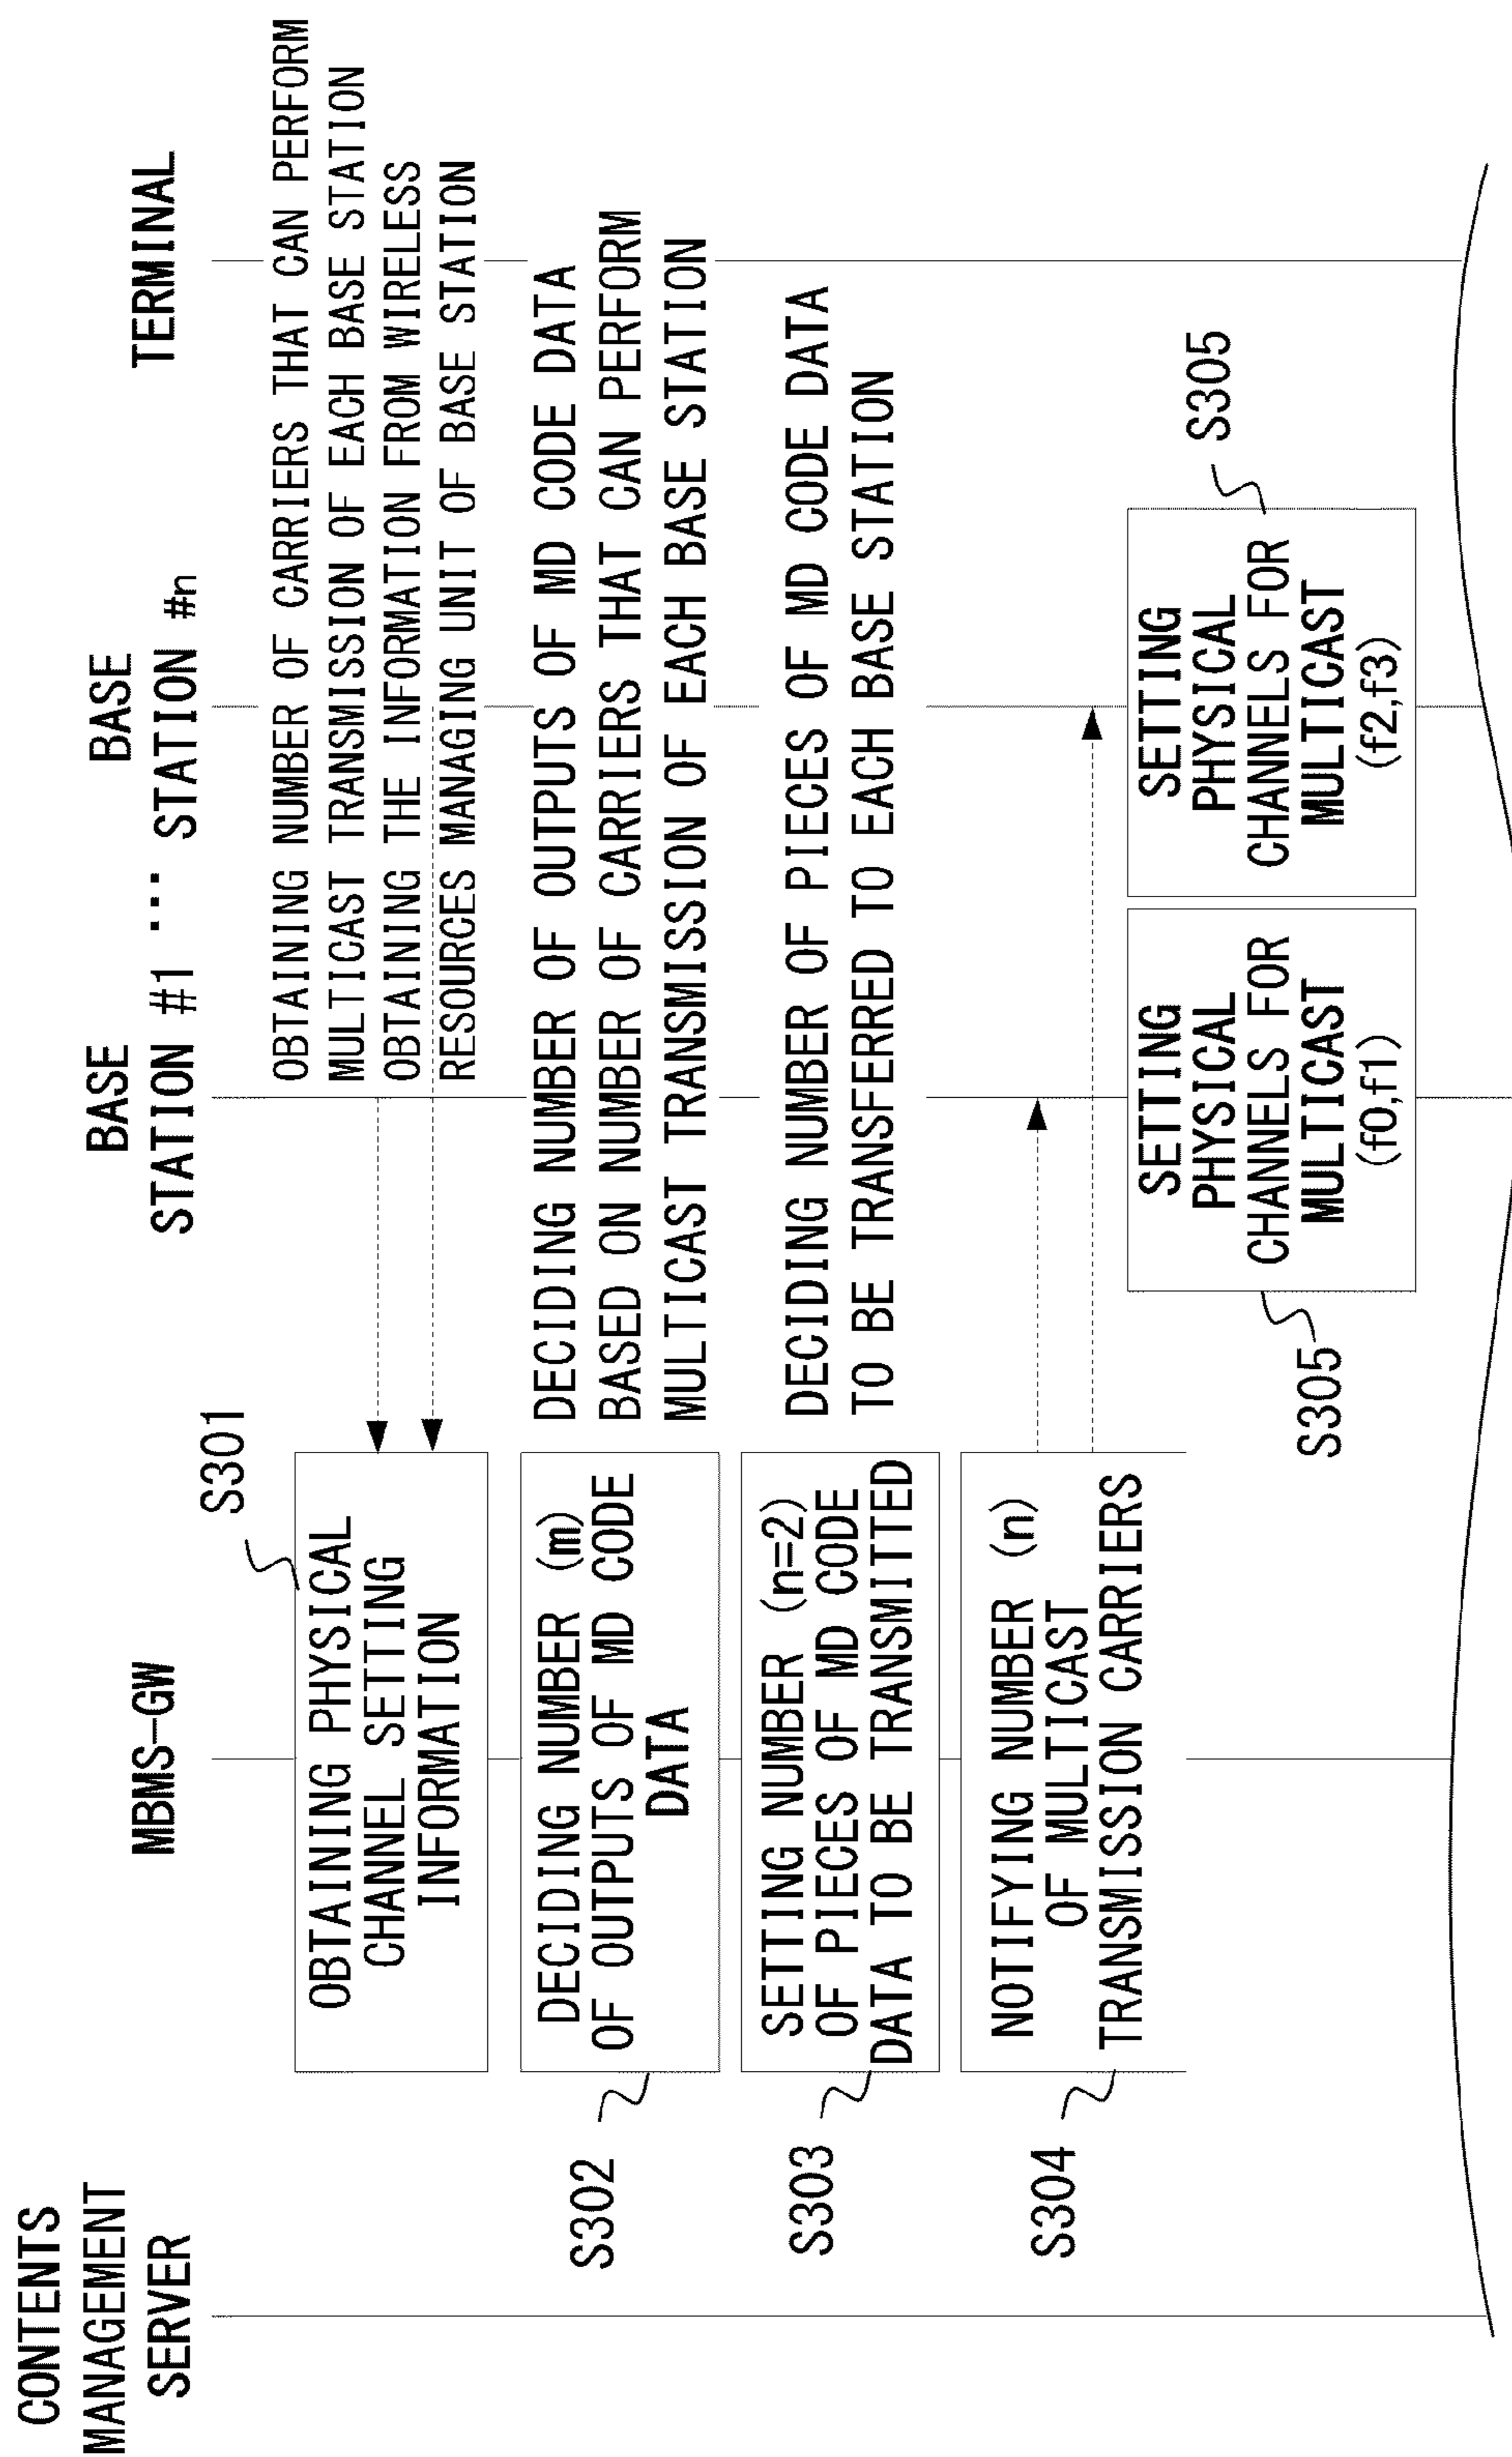 CONTENTS
MANAGEMENT
SERVER
MBMS-GW
BASE
STATION #1
...
BASE
STATION #n
TERMINAL
S301
OBTAINING PHYSICAL
CHANNEL SETTING
INFORMATION
OBTAINING NUMBER OF CARRIERS THAT CAN PERFORM
MULTICAST TRANSMISSION OF EACH BASE STATION
OBTAINING THE INFORMATION FROM WIRELESS
RESOURCES MANAGING UNIT OF BASE STATION
S302
DECIDING NUMBER (m)
OF OUTPUTS OF MD CODE
DATA
DECIDING NUMBER OF OUTPUTS OF MD CODE DATA
BASED ON NUMBER OF CARRIERS THAT CAN PERFORM
MULTICAST TRANSMISSION OF EACH BASE STATION
S303
SETTING NUMBER (n=2)
OF PIECES OF MD CODE
DATA TO BE TRANSMITTED
DECIDING NUMBER OF PIECES OF MD CODE DATA
TO BE TRANSFERRED TO EACH BASE STATION
S304
NOTIFYING NUMBER (n)
OF MULTICAST
TRANSMISSION CARRIERS
S305
SETTING
PHYSICAL
CHANNELS FOR
MULTICAST
(f0,f1)
SETTING
PHYSICAL
CHANNELS FOR
MULTICAST
(f2,f3)
S305